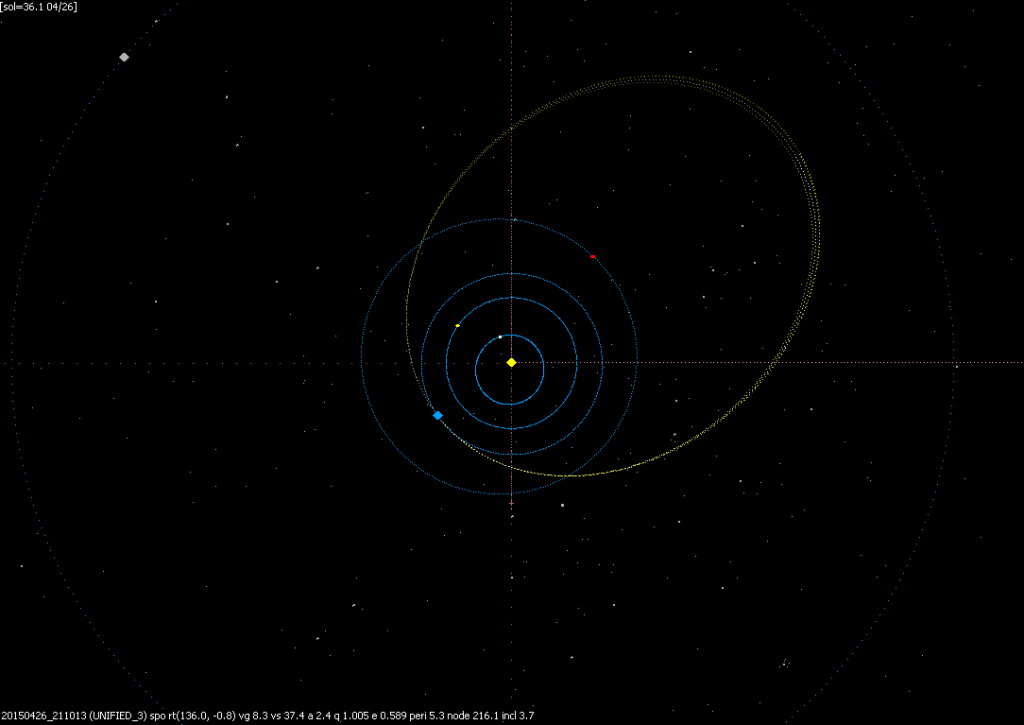 [sol=36.1 04/26]
20150426_211013 (UNIFIED_3) spo rt(136.0, -0.8) vg 8.3 vs 37.4 a 2.4 q 1.005 e 0.589 peri 5.3 node 216.1 incl 3.7